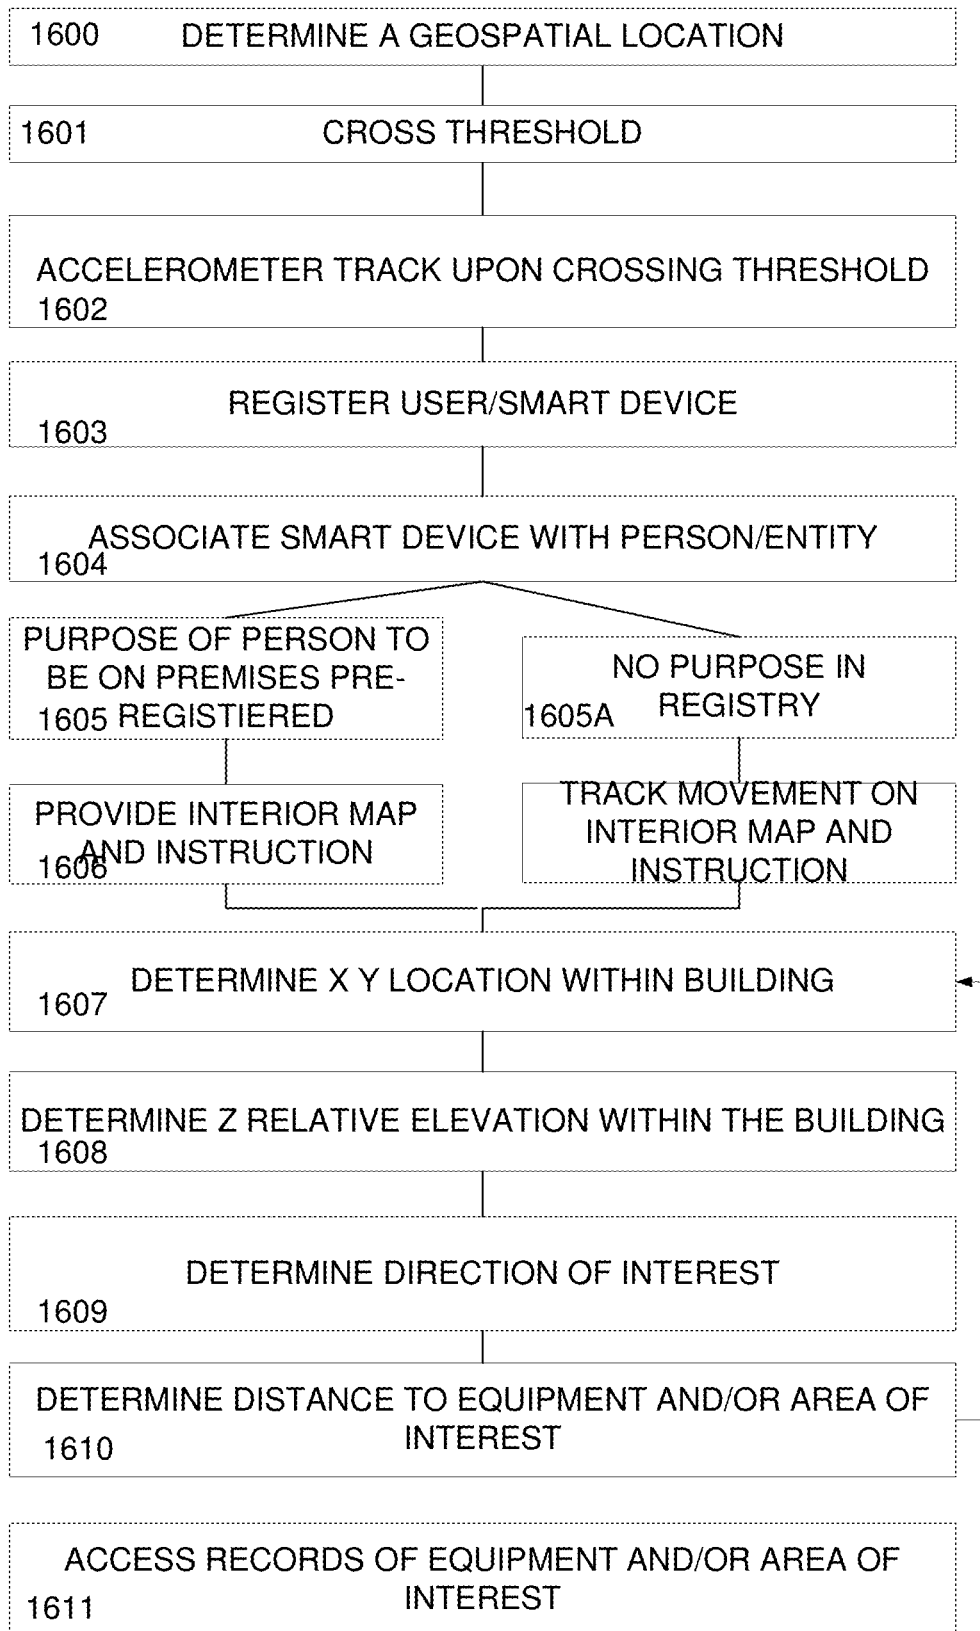 1600 DETERMINE A GEOSPATIAL LOCATION
1601 CROSS THRESHOLD
ACCELEROMETER TRACK UPON CROSSING THRESHOLD
1602
REGISTER USER/SMART DEVICE
1603
ASSOCIATE SMART DEVICE WITH PERSON/ENTITY
1604
PURPOSE OF PERSON TO
BE ON PREMISES PRE-
1605 REGISTIERED
NO PURPOSE IN
REGISTRY
1605A
PROVIDE INTERIOR MAP
AND INSTRUCTION
1606
TRACK MOVEMENT ON
INTERIOR MAP AND
INSTRUCTION
DETERMINE X Y LOCATION WITHIN BUILDING
1607
DETERMINE Z RELATIVE ELEVATION WITHIN THE BUILDING
1608
DETERMINE DIRECTION OF INTEREST
1609
DETERMINE DISTANCE TO EQUIPMENT AND/OR AREA OF
INTEREST
1610
ACCESS RECORDS OF EQUIPMENT AND/OR AREA OF
INTEREST
1611